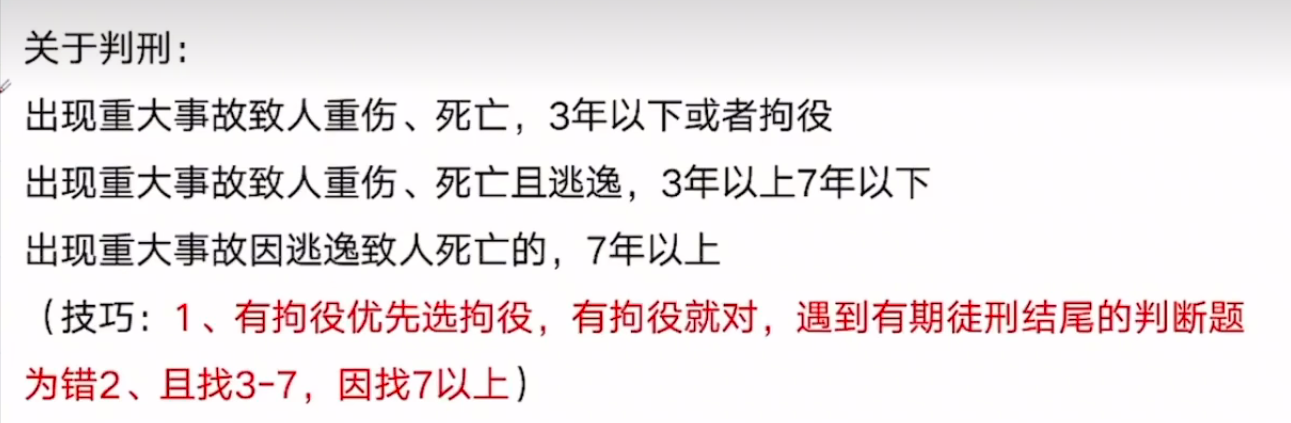 关于判刑：
出现重大事故致人重伤、死亡，3年以下或者拘役
出现重大事故致人重伤、死亡且逃逸，3年以上7年以下
出现重大事故因逃逸致人死亡的，7年以上
（技巧：1、有拘役优先选拘役，有拘役就对，遇到有期徒刑结尾的判断题
为错2、且找3-7，因找7以上）